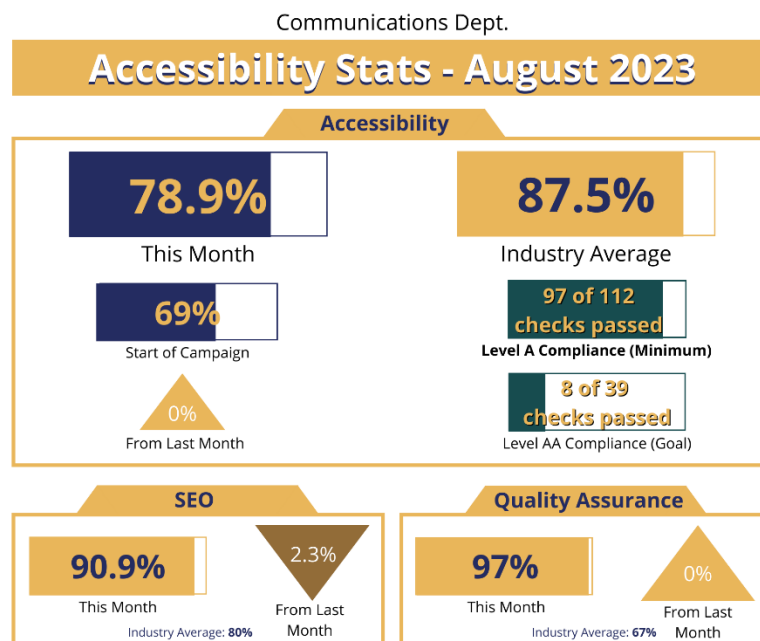 Communications Dept.
Accessibility Stats - August 2023
Accessibility
78.9%
This Month
87.5%
Industry Average
69%
Start of Campaign
97 of 112
checks passed
Level A Compliance (Minimum)
0%
From Last Month
8 of 39
checks passed
Level AA Compliance (Goal)
SEO
90.9%
This Month
2.3%
From Last
Month
Industry Average: 80%
Quality Assurance
97%
This Month
0%
From Last
Month
Industry Average: 67%